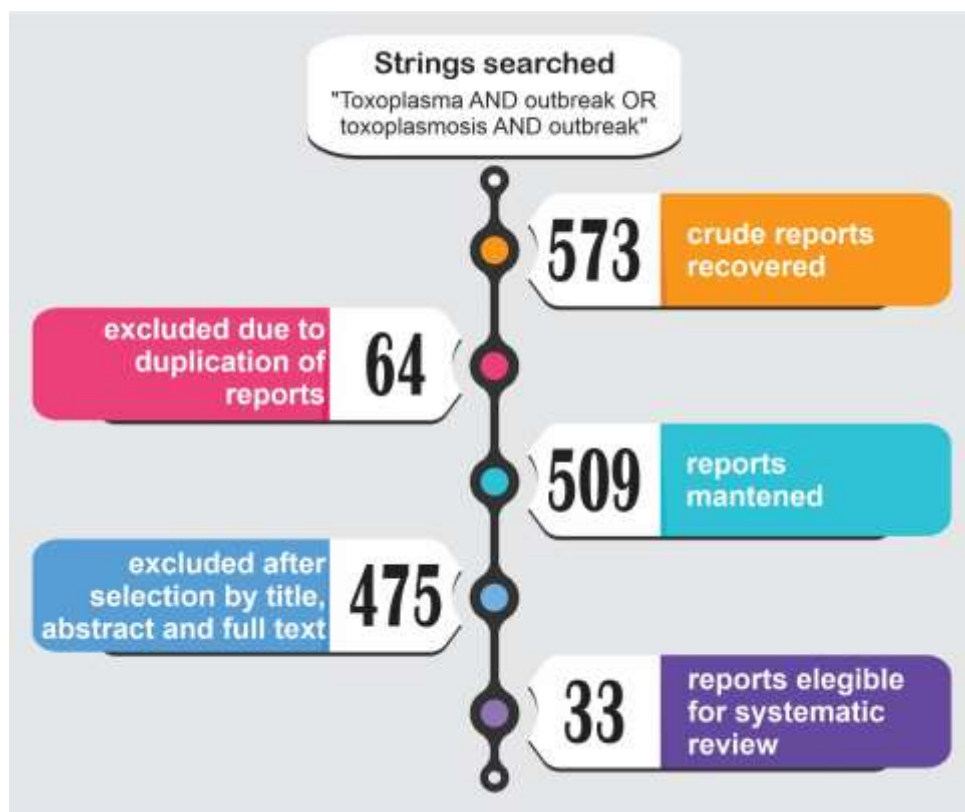 Strings searched
"Toxoplasma AND outbreak OR
toxoplasmosis AND outbreak"
573
crude reports
recovered
excluded due to
duplication of
reports
64
509
reports
mantened
excluded after
selection by title,
abstract and full text
475
33
reports elegible
for systematic
review